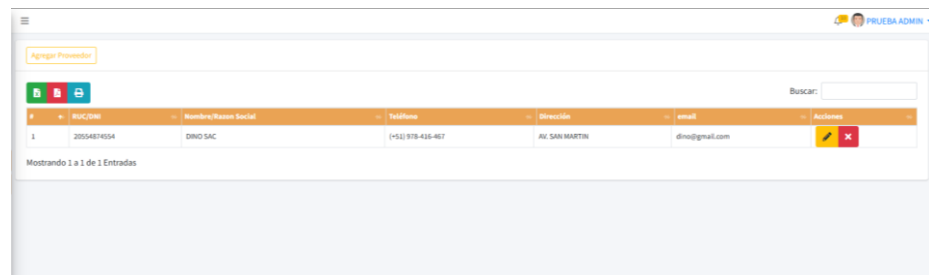 PRUEBA ADMIN
Agregar Proveedor
Buscar:
# RUC/DNI Nombre/Razon Social Teléfono Dirección email Acciones
1 20554874554 DINO SAC (+51) 978-416-467 AV. SAN MARTIN dino@gmail.com
Mostrando 1 a 1 de 1 Entradas